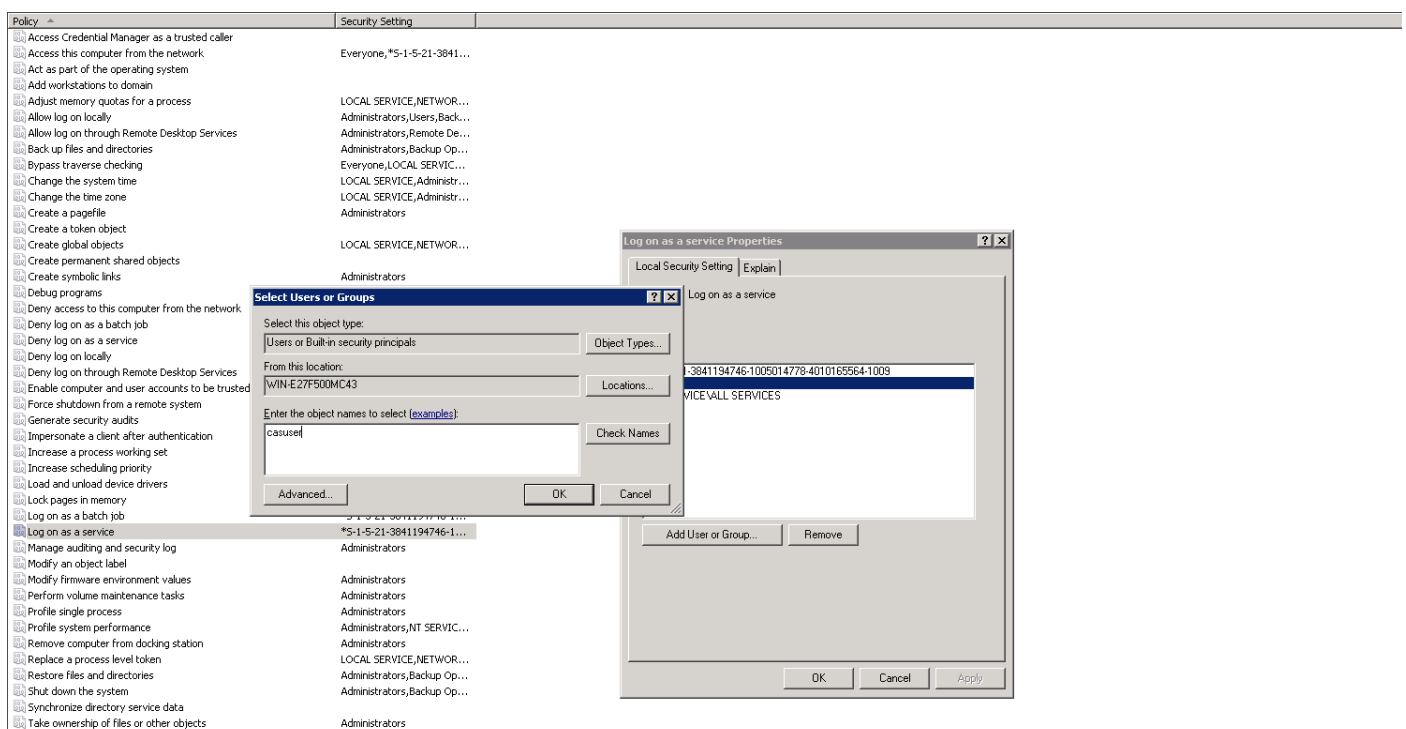 Policy Security Setting
Access Credential Manager as a trusted caller
Access this computer from the network Everyone,*S-1-5-21-3841...
Act as part of the operating system
Add workstations to domain
Adjust memory quotas for a process LOCAL SERVICE,NETWOR...
Allow log on locally Administrators,Users,Back...
Allow log on through Remote Desktop Services Administrators,Remote De...
Back up files and directories Administrators,Backup Op...
Bypass traverse checking Everyone,LOCAL SERVIC...
Change the system time LOCAL SERVICE,Administr...
Change the time zone LOCAL SERVICE,Administr...
Create a pagefile Administrators
Create a token object
Create global objects LOCAL SERVICE,NETWOR...
Create permanent shared objects
Create symbolic links Administrators
Debug programs
Deny access to this computer from the network
Deny log on as a batch job
Deny log on as a service
Deny log on locally
Deny log on through Remote Desktop Services
Enable computer and user accounts to be trusted
Force shutdown from a remote system
Generate security audits
Impersonate a client after authentication
Increase a process working set
Increase scheduling priority
Load and unload device drivers
Lock pages in memory
Log on as a batch job *S-1-5-21-3841194746-1...
Log on as a service *S-1-5-21-3841194746-1...
Manage auditing and security log Administrators
Modify an object label
Modify firmware environment values Administrators
Perform volume maintenance tasks Administrators
Profile single process Administrators
Profile system performance Administrators,NT SERVIC...
Remove computer from docking station Administrators
Replace a process level token LOCAL SERVICE,NETWOR...
Restore files and directories Administrators,Backup Op...
Shut down the system Administrators,Backup Op...
Synchronize directory service data
Take ownership of files or other objects Administrators
Select Users or Groups
Select this object type:
Users or Built-in security principals Object Types...
From this location:
WIN-E27F500MC43 Locations...
Enter the object names to select (examples):
casuser Check Names
Advanced... OK Cancel
Log on as a service Properties
Local Security Setting Explain
Log on as a service
-3841194746-1005014778-4010165564-1009
VICE\ALL SERVICES
Add User or Group... Remove
OK Cancel Apply